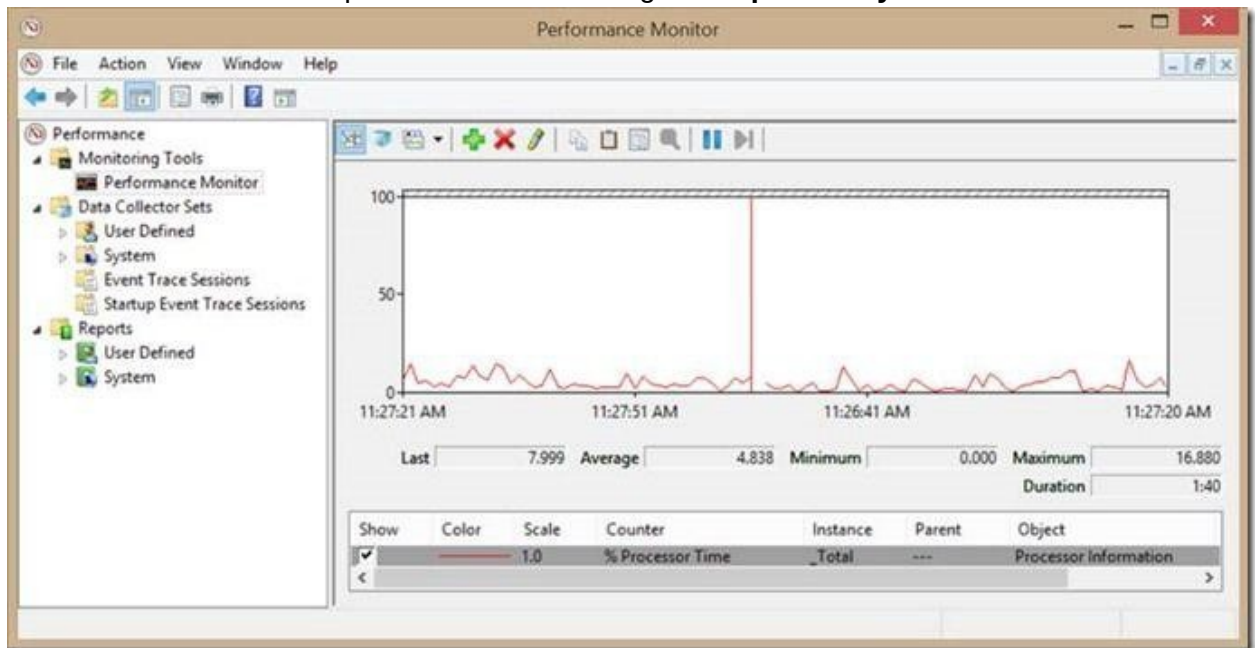 Performance Monitor
File Action View Window Help
Performance
Monitoring Tools
Performance Monitor
Data Collector Sets
User Defined
System
Event Trace Sessions
Startup Event Trace Sessions
Reports
User Defined
System
100
50
0
11:27:21 AM 11:27:51 AM 11:26:41 AM 11:27:20 AM
Last 7.999 Average 4.838 Minimum 0.000 Maximum 16.880
Duration 1:40
Show Color Scale Counter Instance Parent Object
1.0 % Processor Time _Total --- Processor Information